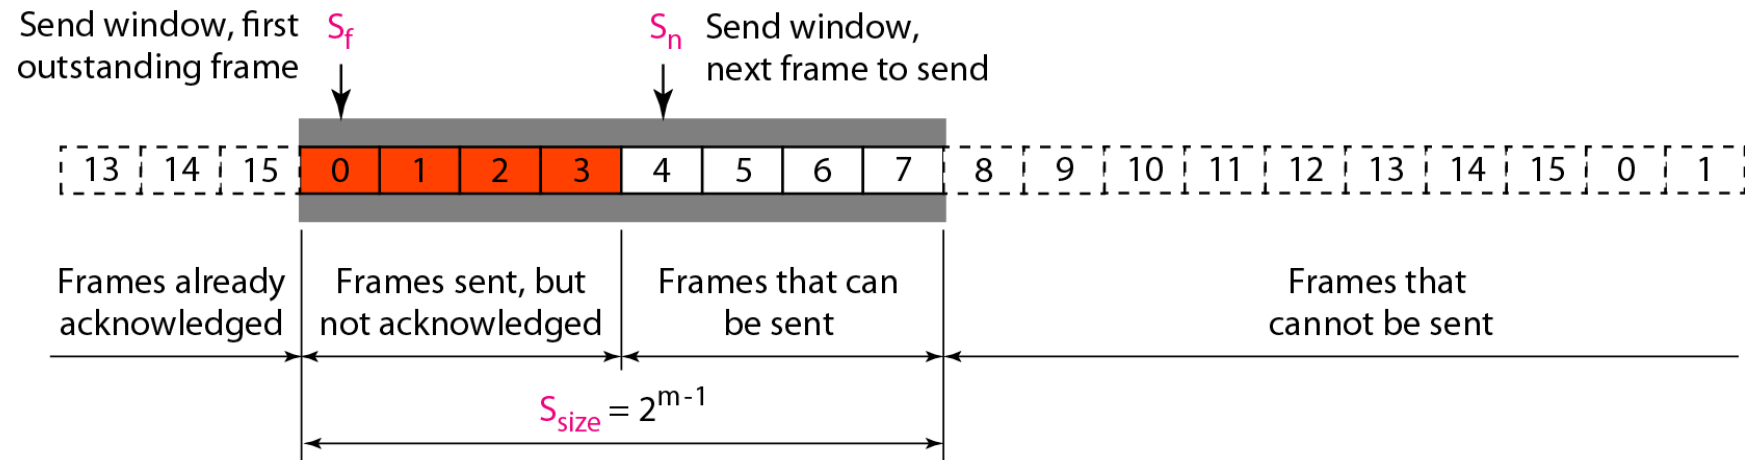 Send window, first
outstanding frame
Sf
Sn
Send window,
next frame to send
13 14 15 0 1 2 3 4 5 6 7 8 9 10 11 12 13 14 15 0 1
Frames already
acknowledged
Frames sent, but
not acknowledged
Frames that can
be sent
Frames that
cannot be sent
Ssize = 2^m-1